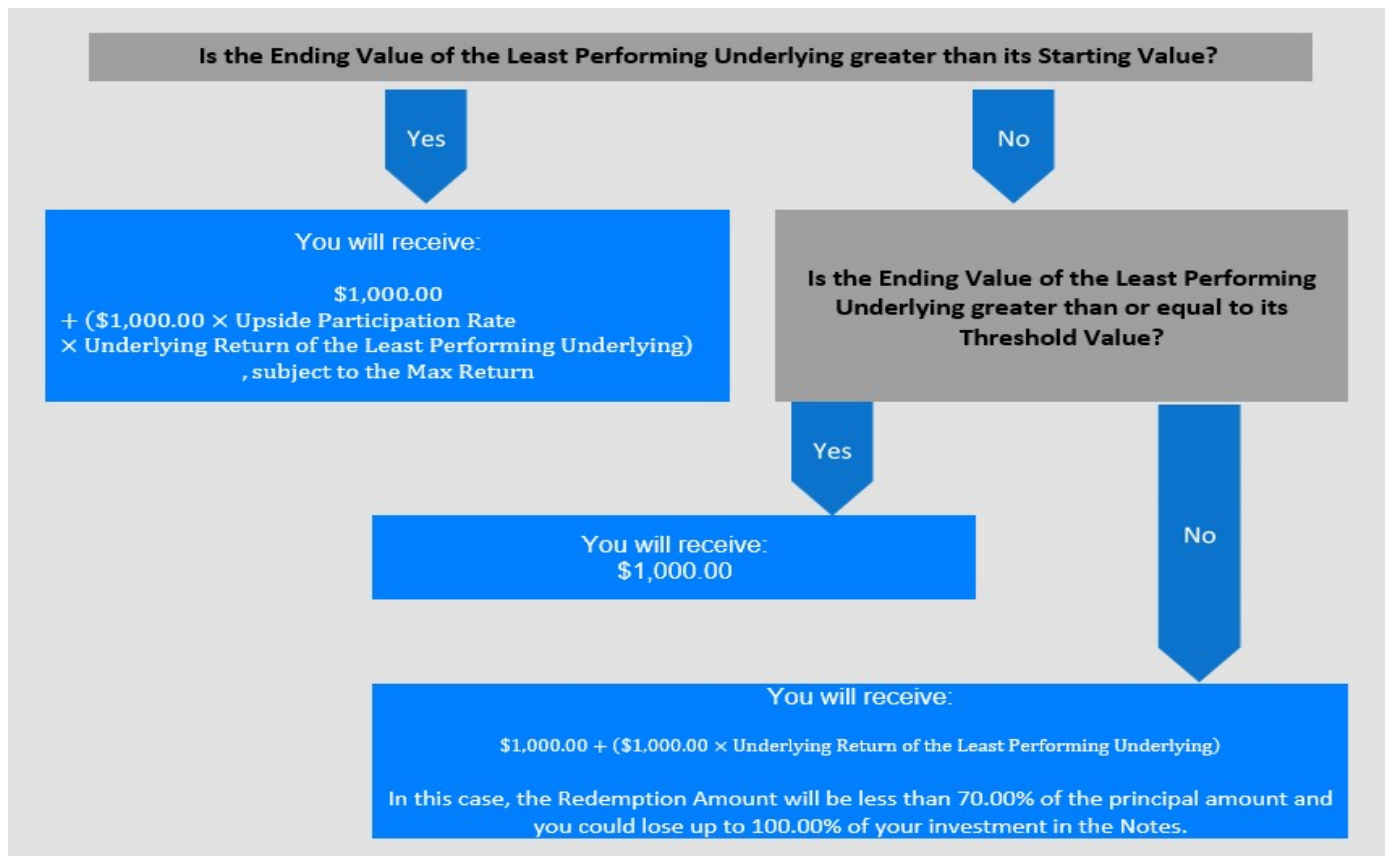 Is the Ending Value of the Least Performing Underlying greater than its Starting Value?
Yes
No
You will receive:
$1,000.00
+ ($1,000.00 × Upside Participation Rate
× Underlying Return of the Least Performing Underlying)
, subject to the Max Return
Is the Ending Value of the Least Performing
Underlying greater than or equal to its
Threshold Value?
Yes
No
You will receive:
$1,000.00
You will receive:
$1,000.00 + ($1,000.00 × Underlying Return of the Least Performing Underlying)
In this case, the Redemption Amount will be less than 70.00% of the principal amount and
you could lose up to 100.00% of your investment in the Notes.